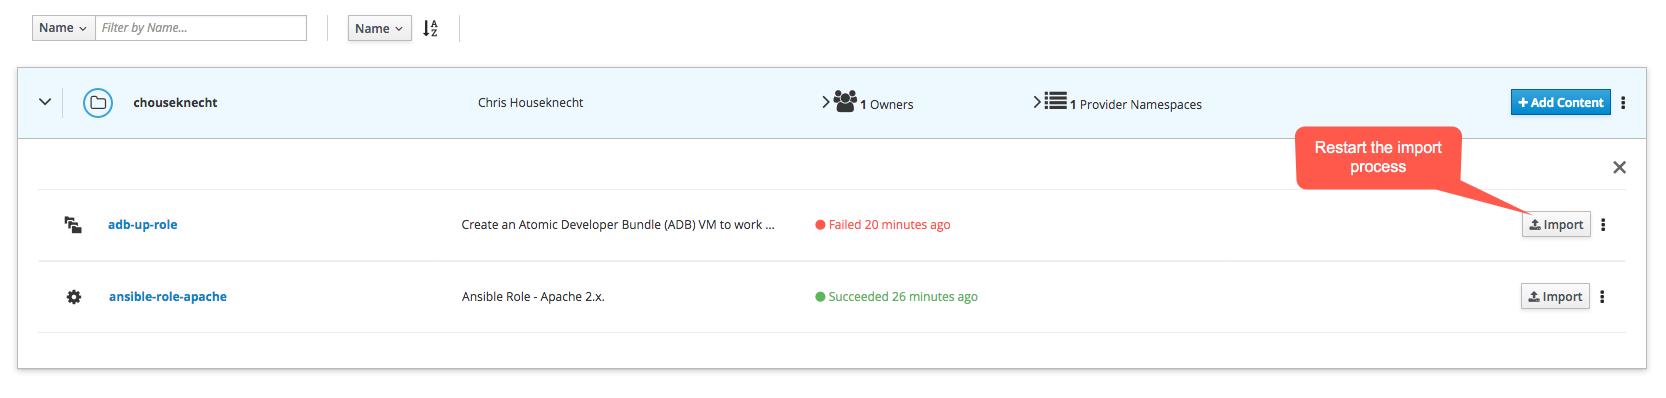 Name Filter by Name... Name
chouseknecht Chris Houseknecht 1 Owners 1 Provider Namespaces + Add Content
Restart the import
process
adb-up-role Create an Atomic Developer Bundle (ADB) VM to work ... Failed 20 minutes ago Import
ansible-role-apache Ansible Role - Apache 2.x. Succeeded 26 minutes ago Import